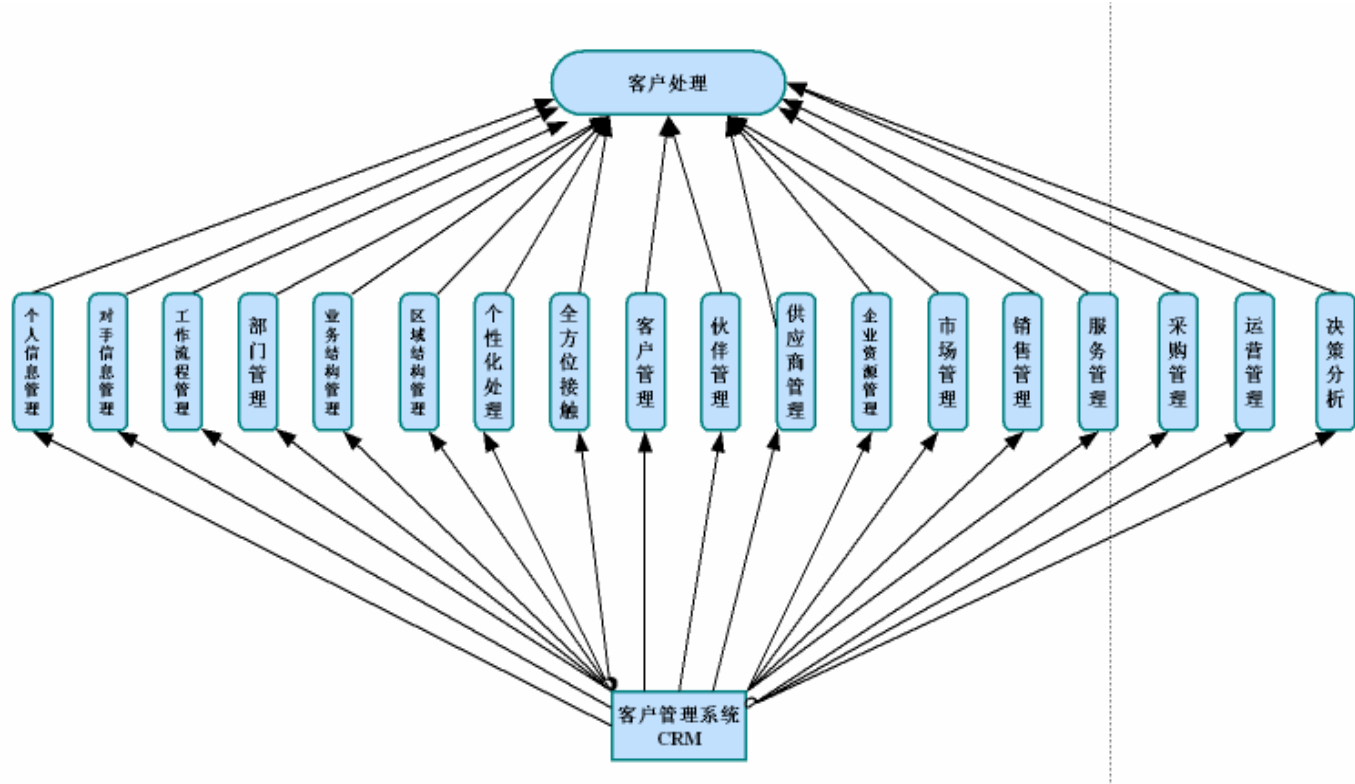 客户处理
个人信息管理
对手信息管理
工作流程管理
部门管理
业务结构管理
区域结构管理
个性化处理
全方位接触
客户管理
伙伴管理
供应商管理
企业资源管理
市场管理
销售管理
服务管理
采购管理
运营管理
决策分析
客户管理系统
CRM